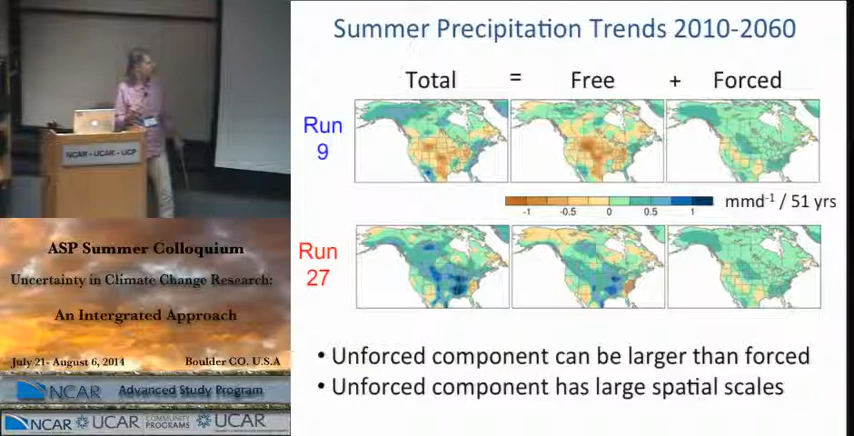 NCAR - UCAR - UCP
ASP Summer Colloquium
Uncertainty in Climate Change Research:
An Intergrated Approach
July 21- August 6, 2014 Boulder CO. U.S.A
NCAR Advanced Study Program
NCAR UCAR COMMUNITY PROGRAMS UCAR
Summer Precipitation Trends 2010-2060
Total = Free + Forced
Run
9
-1 -0.5 0 0.5 1 mmd-1 / 51 yrs
Run
27
• Unforced component can be larger than forced
• Unforced component has large spatial scales